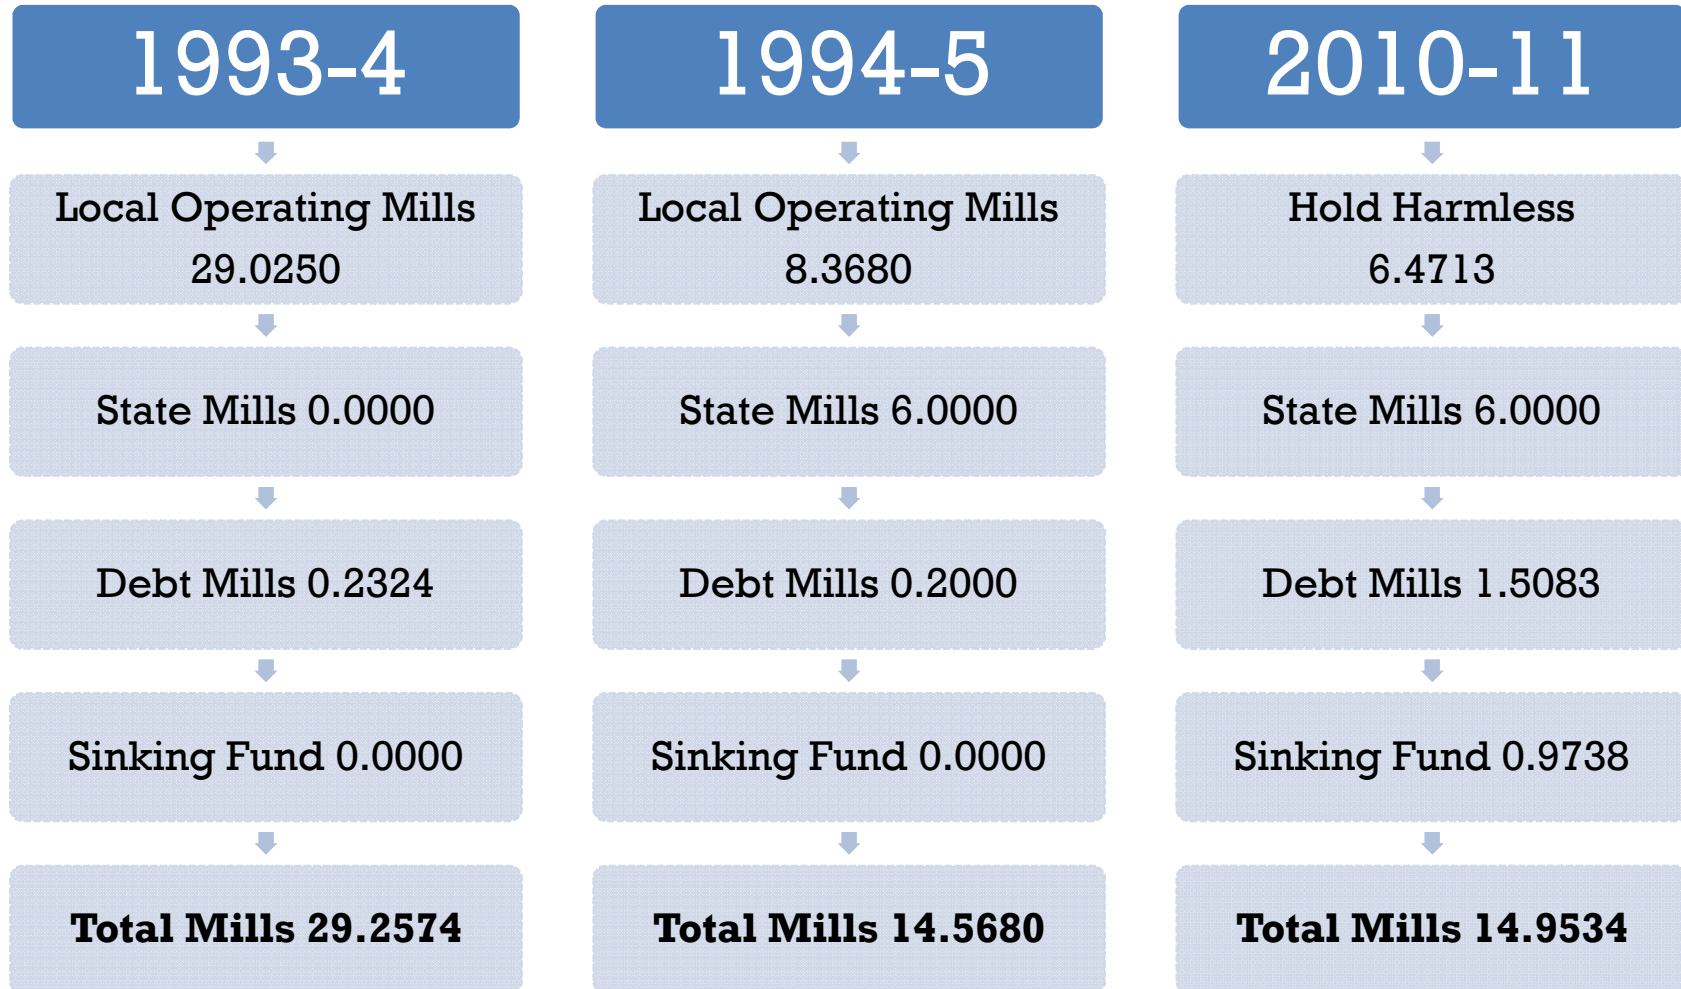 1993-4
Local Operating Mills
29.0250
State Mills 0.0000
Debt Mills 0.2324
Sinking Fund 0.0000
Total Mills 29.2574
1994-5
Local Operating Mills
8.3680
State Mills 6.0000
Debt Mills 0.2000
Sinking Fund 0.0000
Total Mills 14.5680
2010-11
Hold Harmless
6.4713
State Mills 6.0000
Debt Mills 1.5083
Sinking Fund 0.9738
Total Mills 14.9534